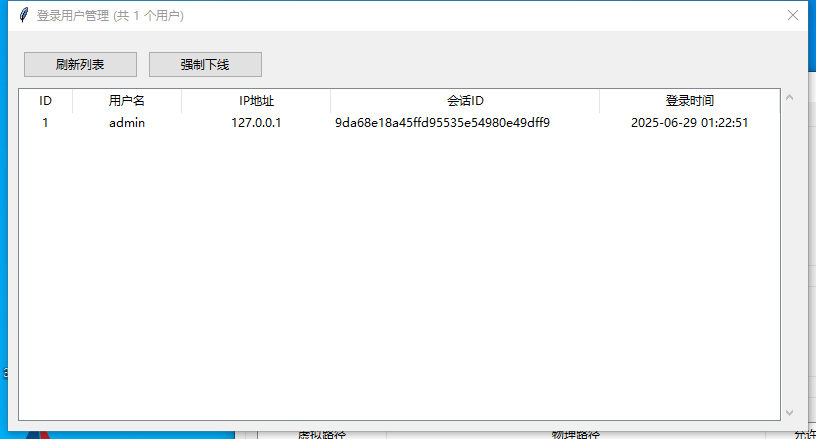 登录用户管理 (共 1 个用户)
刷新列表 强制下线
ID 用户名 IP地址 会话ID 登录时间
1 admin 127.0.0.1 9da68e18a45ffd95535e54980e49dff9 2025-06-29 01:22:51
虚拟路径 物理路径 允许